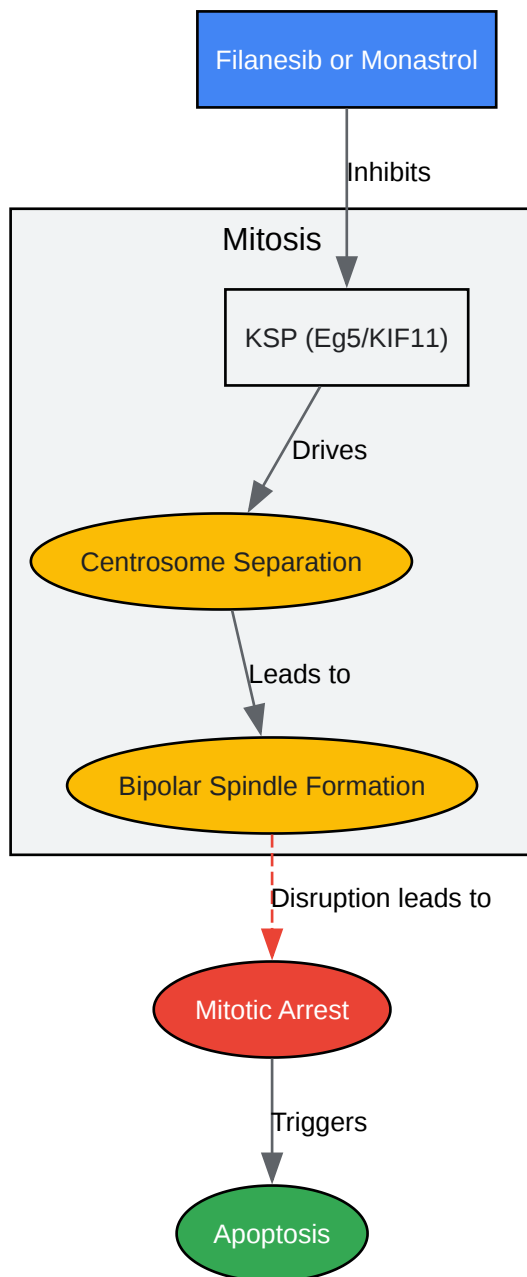 Filanesib or Monastrol
Inhibits
Mitosis
KSP (Eg5/KIF11)
Drives
Centrosome Separation
Leads to
Bipolar Spindle Formation
Disruption leads to
Mitotic Arrest
Triggers
Apoptosis